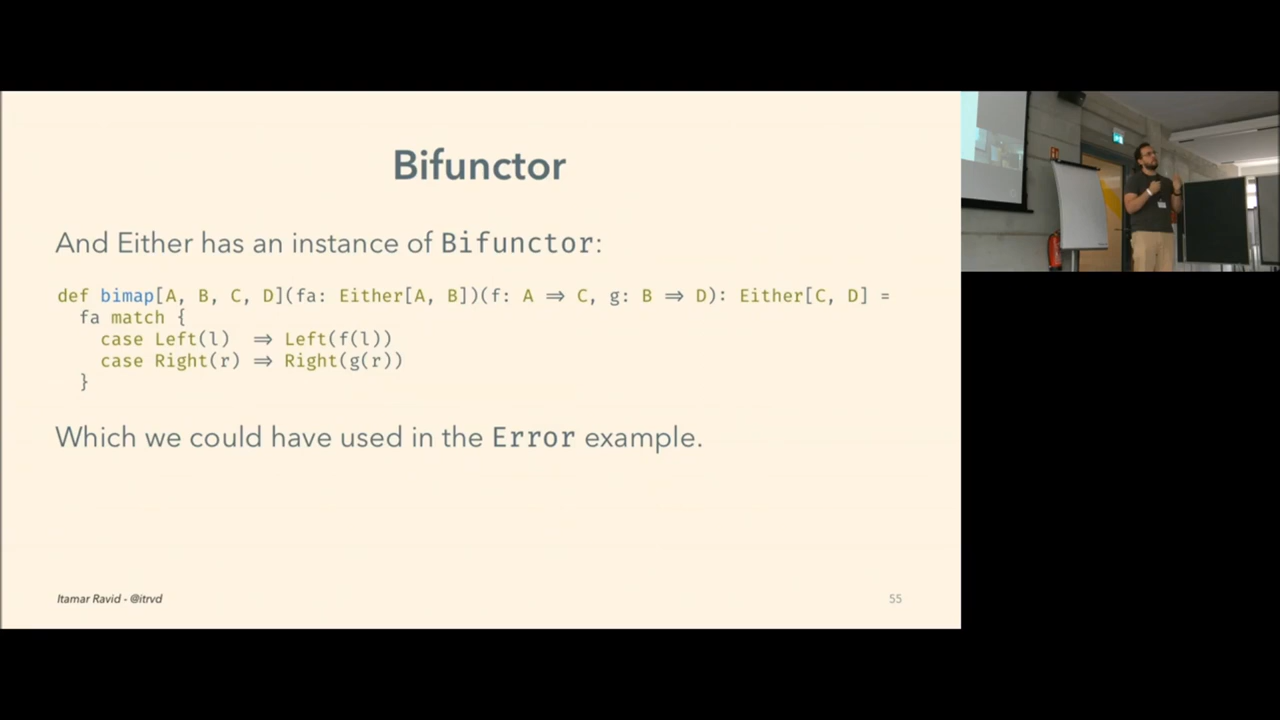 Bifunctor
And Either has an instance of Bifunctor:
def bimap[A, B, C, D](fa: Either[A, B])(f: A ⇒ C, g: B ⇒ D): Either[C, D] =
  fa match {
    case Left(l)  ⇒ Left(f(l))
    case Right(r) ⇒ Right(g(r))
  }
Which we could have used in the Error example.
Itamar Ravid - @itrvd
55